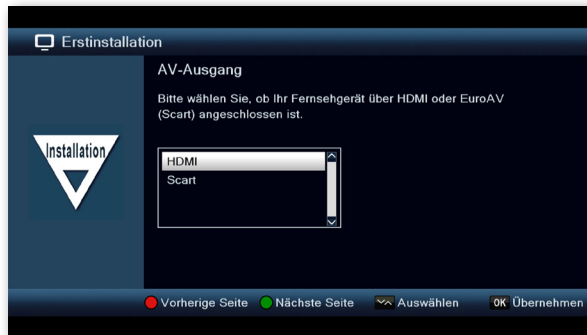 Erstinstallation
AV-Ausgang
Bitte wählen Sie, ob Ihr Fernsehgerät über HDMI oder EuroAV
(Scart) angeschlossen ist.
Installation
HDMI
Scart
Vorherige Seite Nächste Seite Auswählen OK Übernehmen